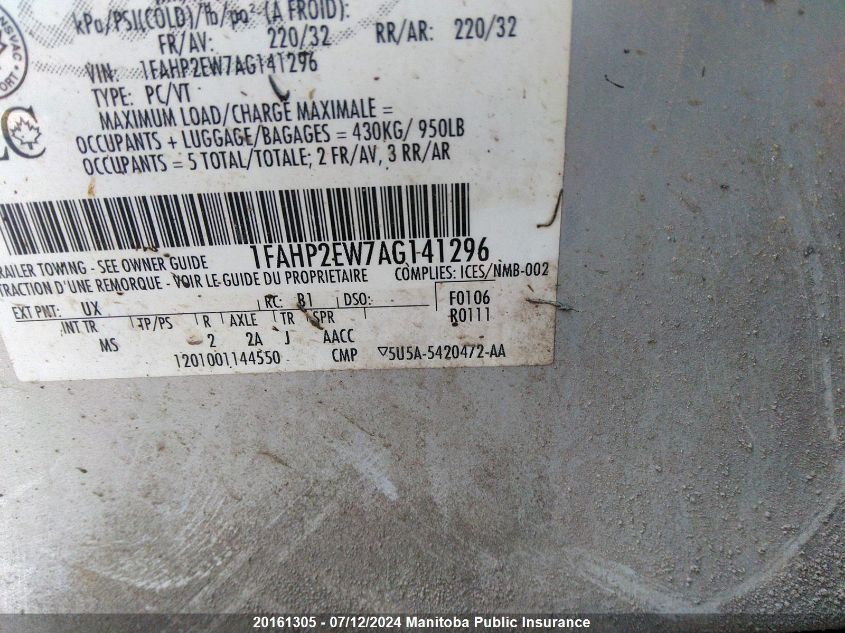 kPa/PSI(COLD)/lb/po² (A FROID):
FR/AV: 220/32 RR/AR: 220/32
VIN: 1FAHP2EW7AG141296
TYPE: PC/VT
MAXIMUM LOAD/CHARGE MAXIMALE =
OCCUPANTS + LUGGAGE/BAGAGES = 430KG/ 950LB
OCCUPANTS = 5 TOTAL/TOTALE; 2 FR/AV, 3 RR/AR
1FAHP2EW7AG141296
RAILER TOWING - SEE OWNER GUIDE COMPLIES: ICES/NMB-002
TRACTION D'UNE REMORQUE - VOIR LE GUIDE DU PROPRIETAIRE
EXT PNT: UX RC: B1 DSO: F0106
INT TR TP/PS R AXLE TR SPR R0111
MS 2 2A J AACC
1201001144550 CMP ▽5U5A-5420472-AA
20161305 - 07/12/2024 Manitoba Public Insurance